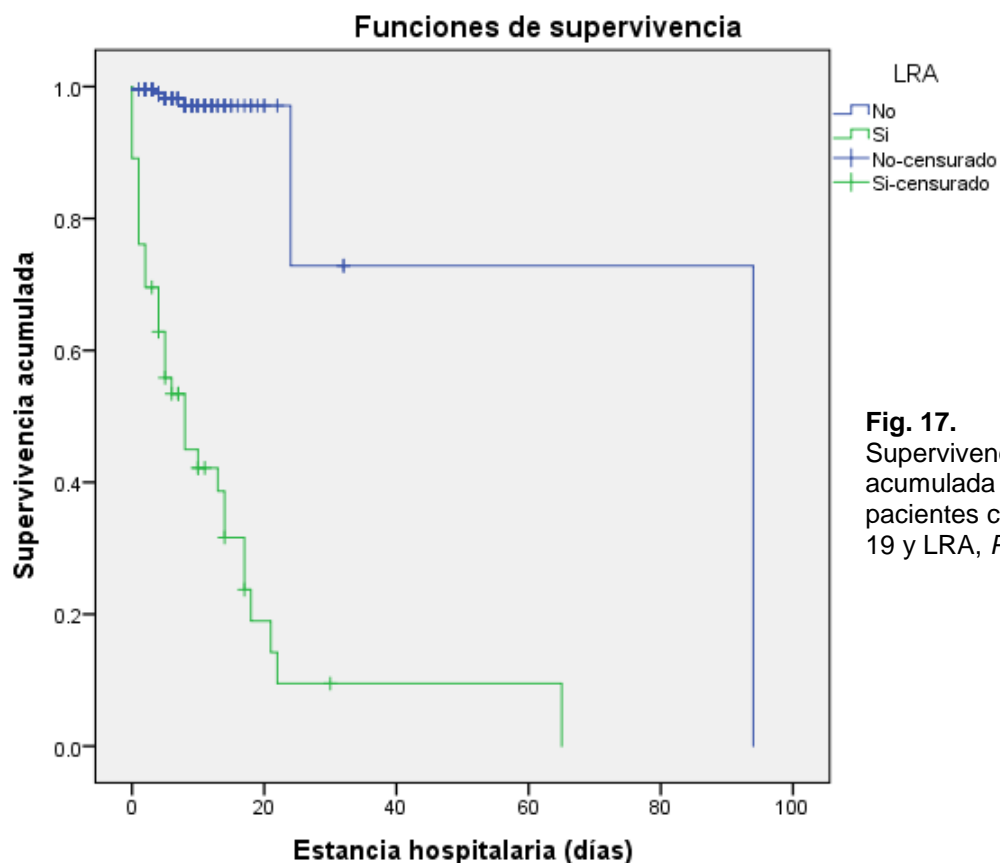 Funciones de supervivencia
Supervivencia acumulada
1.0
0.8
0.6
0.4
0.2
0.0
0 20 40 60 80 100
Estancia hospitalaria (días)
LRA
No
Si
No-censurado
Si-censurado
Fig. 17.
acumulada
pacientes
19 y LRA,